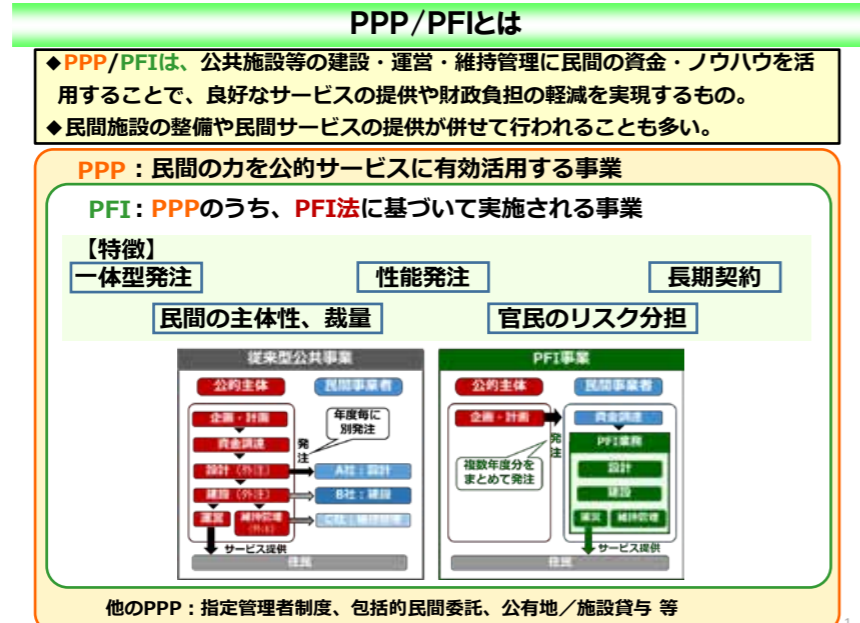 PPP/PFIとは
◆PPP/PFIは、公共施設等の建設・運営・維持管理に民間の資金・ノウハウを活
用することで、良好なサービスの提供や財政負担の軽減を実現するもの。
◆民間施設の整備や民間サービスの提供が併せて行われることも多い。
PPP：民間の力を公的サービスに有効活用する事業
PFI：PPPのうち、PFI法に基づいて実施される事業
【特徴】
一体型発注
性能発注
長期契約
民間の主体性、裁量
官民のリスク分担
従来型公共事業
公的主体
民間事業者
企画・計画
年度毎に
別発注
資金調達
発
注
設計（外注）
A社：設計
建設（外注）
B社：建設
運営
維持管理
(外注)
C社：維持管理
サービス提供
住民
PFI事業
公的主体
民間事業者
企画・計画
資金調達
発
注
PFI業務
複数年度分を
まとめて発注
設計
建設
運営
維持管理
サービス提供
住民
他のPPP：指定管理者制度、包括的民間委託、公有地／施設貸与 等
1